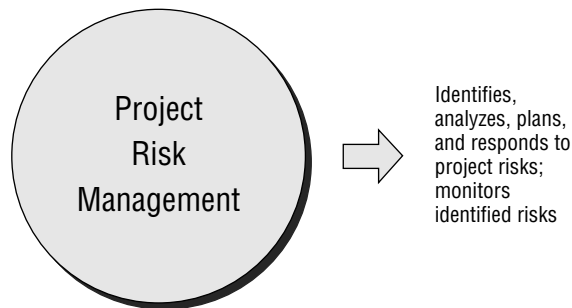 Project
Risk
Management
Identifies,
analyzes, plans,
and responds to
project risks;
monitors
identified risks